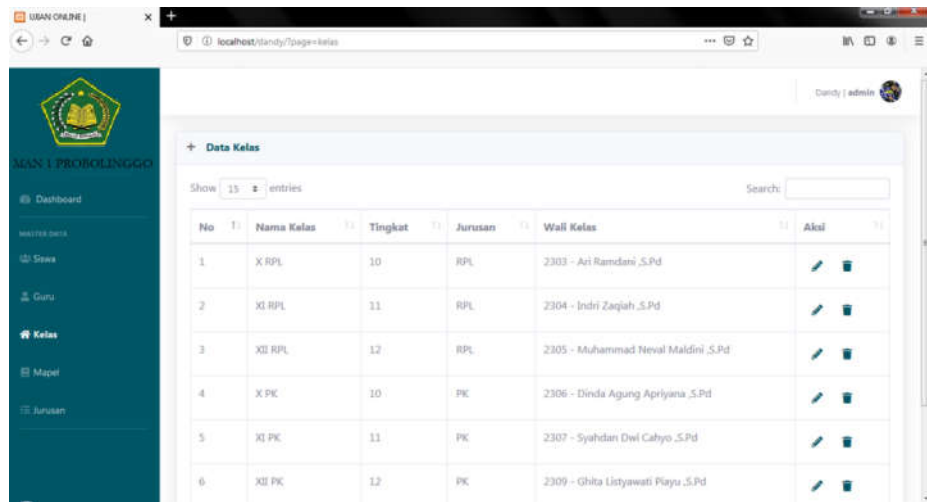 UJIAN ONLINE |
localhost/dandy/?page=kelas
Dandy | admin
MAN 1 PROBOLINGGO
Dashboard
MASTER DATA
Siswa
Guru
Kelas
Mapel
Jurusan
+ Data Kelas
Show 15 entries
Search:
No Nama Kelas Tingkat Jurusan Wali Kelas Aksi
1 X RPL 10 RPL 2303 - Ari Ramdani ,S.Pd
2 XI RPL 11 RPL 2304 - Indri Zaqiah ,S.Pd
3 XII RPL 12 RPL 2305 - Muhammad Neval Maldini ,S.Pd
4 X PK 10 PK 2306 - Dinda Agung Apriyana ,S.Pd
5 XI PK 11 PK 2307 - Syahdan Dwi Cahyo ,S.Pd
6 XII PK 12 PK 2309 - Ghita Listyawati Piayu ,S.Pd